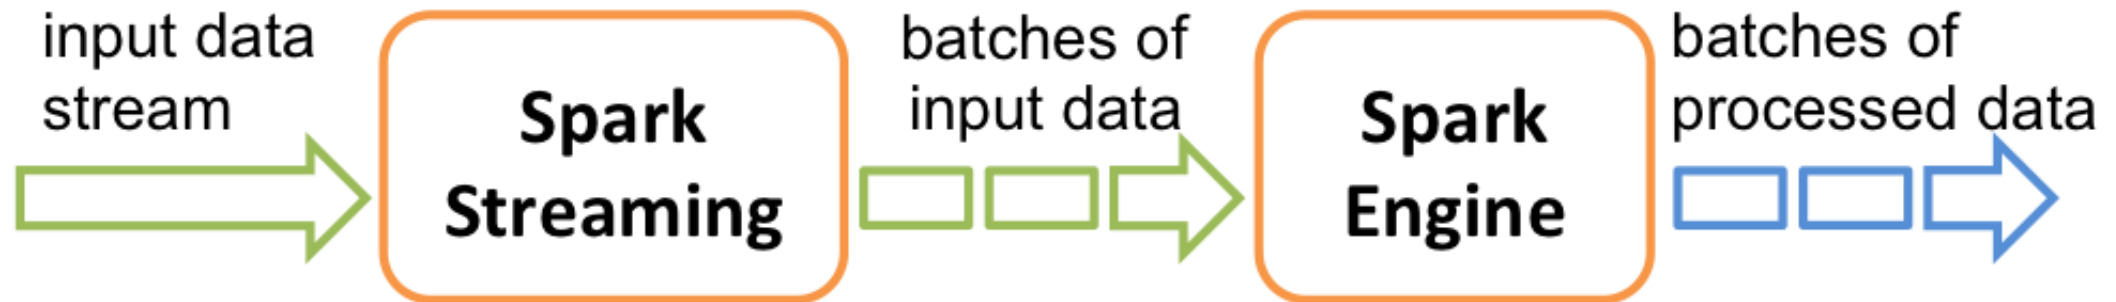 input data
stream
Spark
Streaming
batches of
input data
Spark
Engine
batches of
processed data